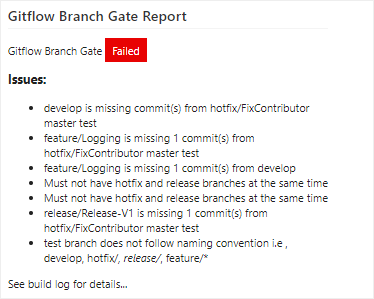 Gitflow Branch Gate Report
Gitflow Branch Gate Failed
Issues:
• develop is missing commit(s) from hotfix/FixContributor
master test
• feature/Logging is missing 1 commit(s) from
hotfix/FixContributor master test
• feature/Logging is missing 1 commit(s) from develop
• Must not have hotfix and release branches at the same time
• Must not have hotfix and release branches at the same time
• release/Release-V1 is missing 1 commit(s) from
hotfix/FixContributor master test
• test branch does not follow naming convention i.e ,
develop, hotfix/, release/, feature/*
See build log for details...